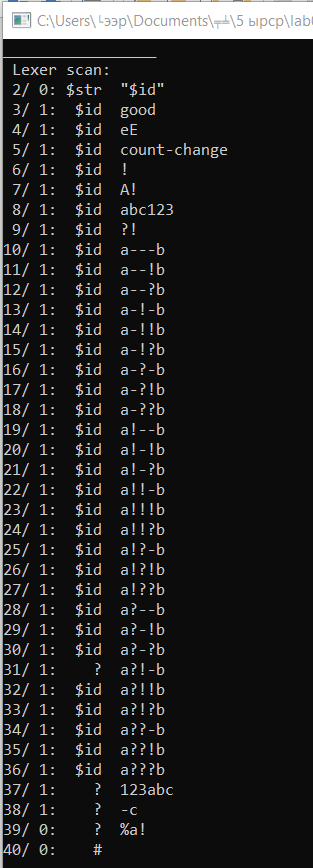 C:\Users\└ээр\Documents\╤╧╧\5 ырср\lab
Lexer scan:
2/ 0: $str "$id"
3/ 1: $id good
4/ 1: $id eE
5/ 1: $id count-change
6/ 1: $id !
7/ 1: $id A!
8/ 1: $id abc123
9/ 1: $id ?!
10/ 1: $id a---b
11/ 1: $id a--!b
12/ 1: $id a--?b
13/ 1: $id a-!-b
14/ 1: $id a-!!b
15/ 1: $id a-!?b
16/ 1: $id a-?-b
17/ 1: $id a-?!b
18/ 1: $id a-??b
19/ 1: $id a!--b
20/ 1: $id a!-!b
21/ 1: $id a!-?b
22/ 1: $id a!!-b
23/ 1: $id a!!!b
24/ 1: $id a!!?b
25/ 1: $id a!?-b
26/ 1: $id a!?!b
27/ 1: $id a!??b
28/ 1: $id a?--b
29/ 1: $id a?-!b
30/ 1: $id a?-?b
31/ 1: ? a?!-b
32/ 1: $id a?!!b
33/ 1: $id a?!?b
34/ 1: $id a??-b
35/ 1: $id a??!b
36/ 1: $id a???b
37/ 1: ? 123abc
38/ 1: ? -c
39/ 0: ? %a!
40/ 0: #